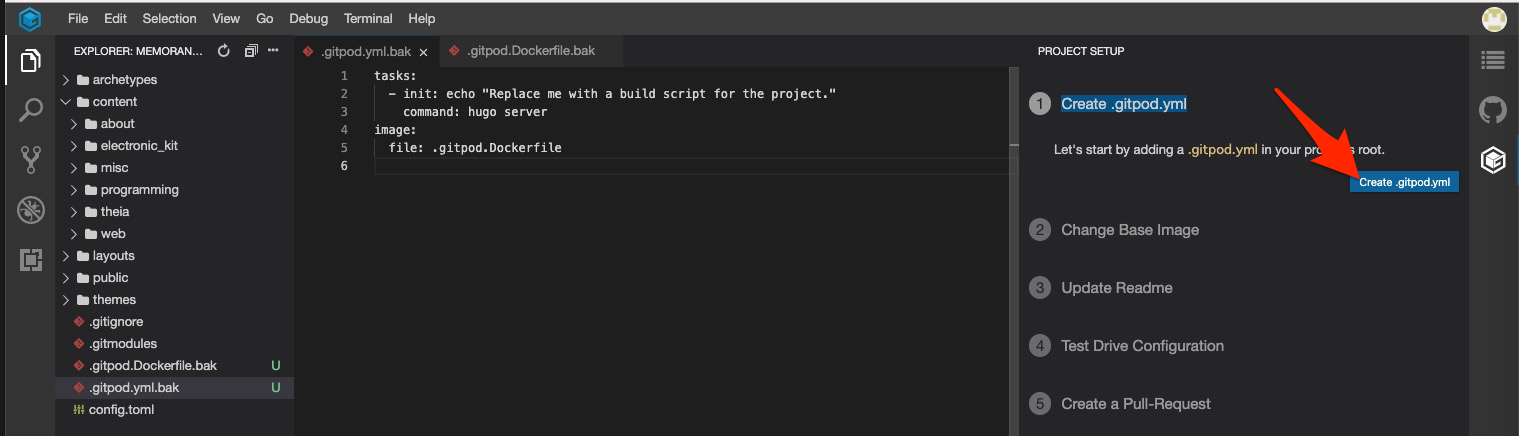 File Edit Selection View Go Debug Terminal Help
EXPLORER: MEMORAN...
archetypes
content
about
electronic_kit
misc
programming
theia
web
layouts
public
themes
.gitignore
.gitmodules
.gitpod.Dockerfile.bak U
.gitpod.yml.bak U
config.toml
.gitpod.yml.bak × .gitpod.Dockerfile.bak
1 tasks:
2 - init: echo "Replace me with a build script for the project."
3 command: hugo server
4 image:
5 file: .gitpod.Dockerfile
6
PROJECT SETUP
1 Create .gitpod.yml
Let's start by adding a .gitpod.yml in your root.
Create .gitpod.yml
2 Change Base Image
3 Update Readme
4 Test Drive Configuration
5 Create a Pull-Request